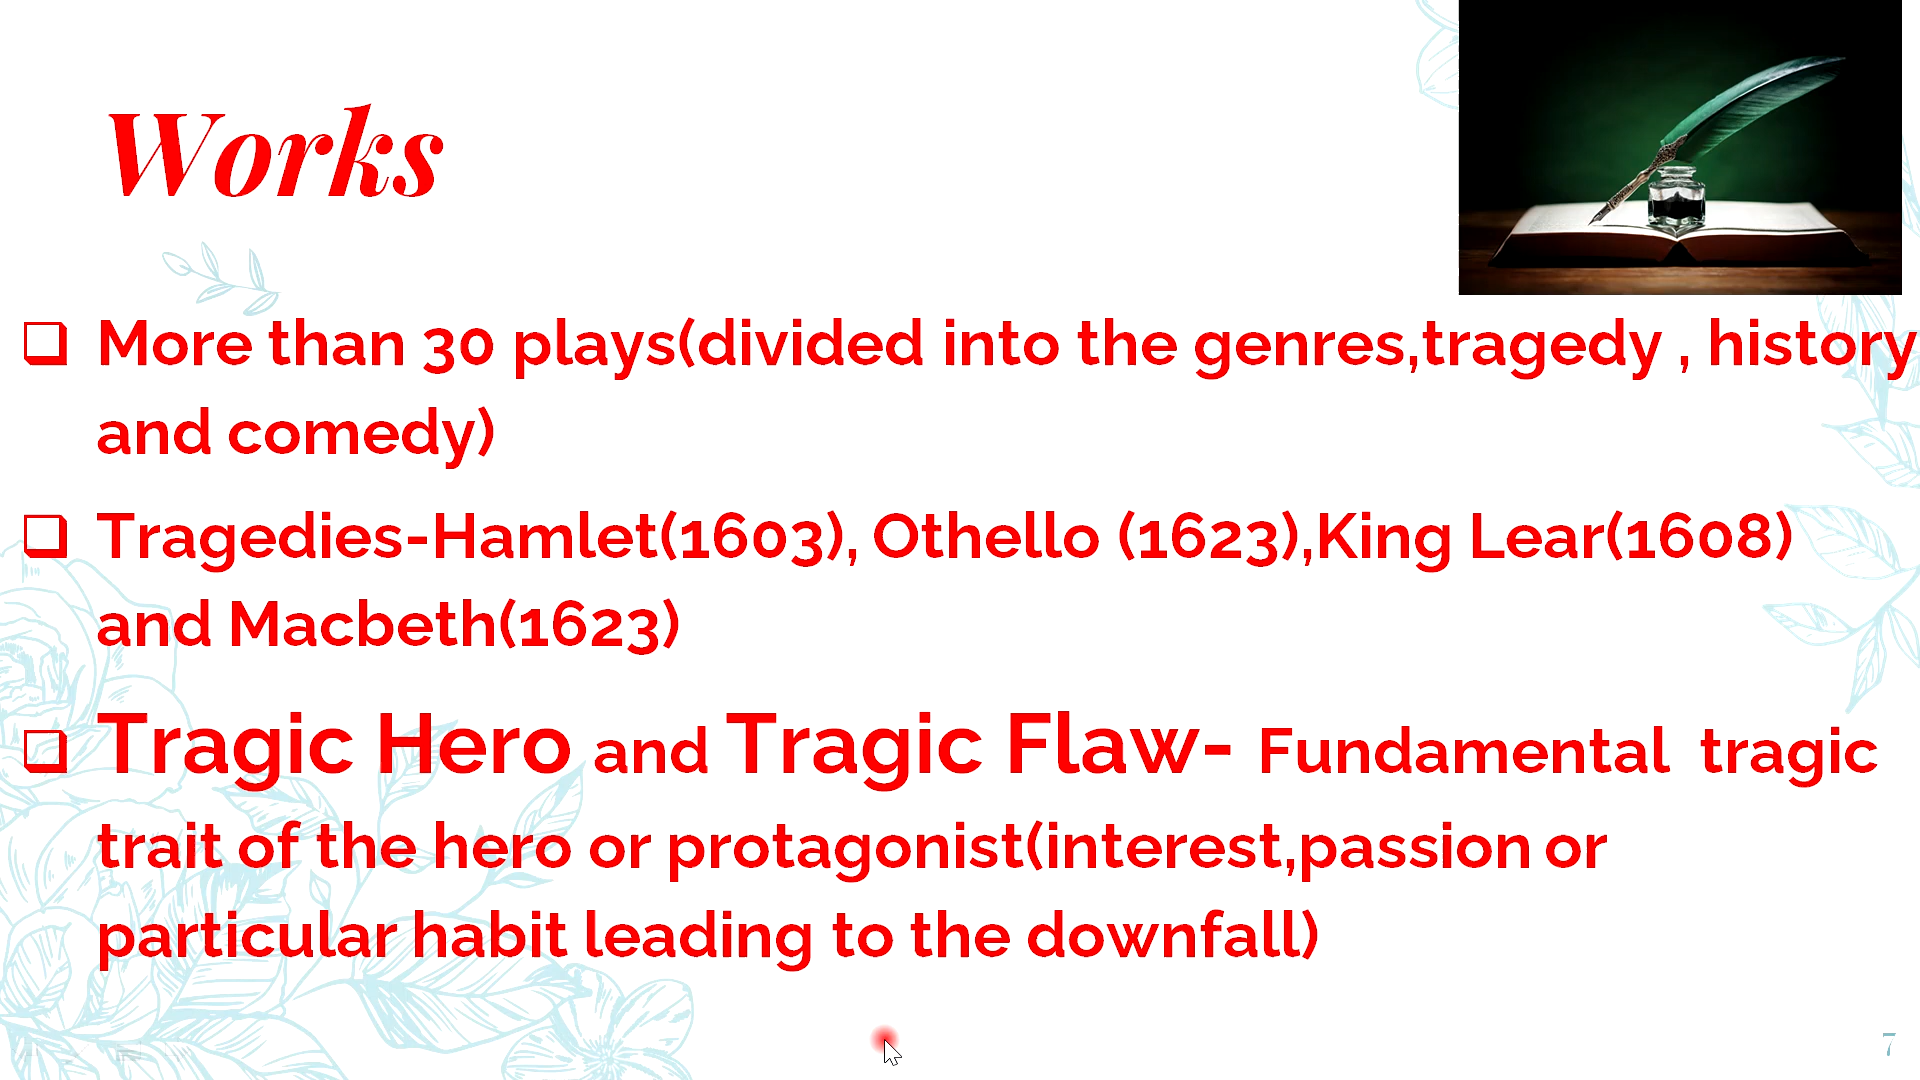 Works
More than 30 plays(divided into the genres,tragedy , history
and comedy)
Tragedies-Hamlet(1603), Othello (1623),King Lear(1608)
and Macbeth(1623)
Tragic Hero and Tragic Flaw- Fundamental tragic
trait of the hero or protagonist(interest,passion or
particular habit leading to the downfall)
7